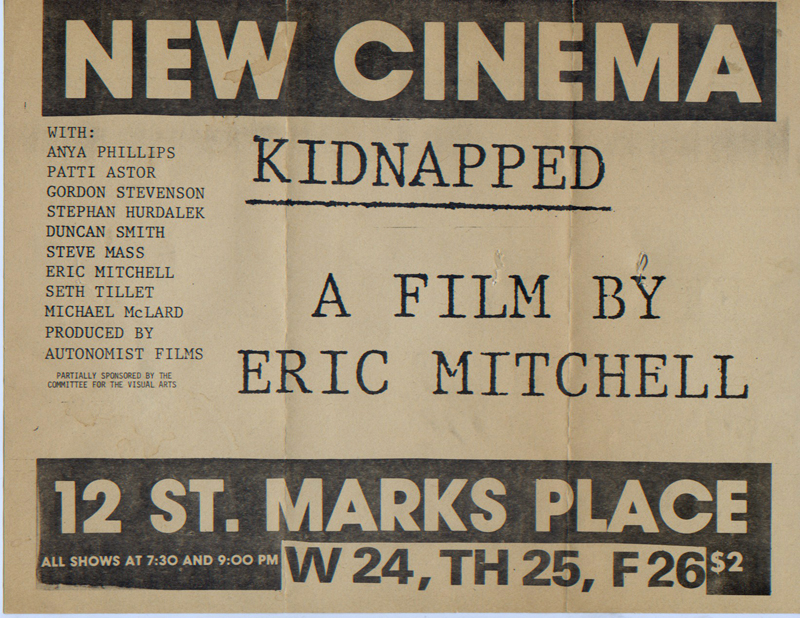 NEW CINEMA
WITH:
ANYA PHILLIPS
PATTI ASTOR
GORDON STEVENSON
STEPHAN HURDALEK
DUNCAN SMITH
STEVE MASS
ERIC MITCHELL
SETH TILLET
MICHAEL McLARD
PRODUCED BY
AUTONOMIST FILMS
PARTIALLY SPONSORED BY THE
COMMITTEE FOR THE VISUAL ARTS
KIDNAPPED
A FILM BY
ERIC MITCHELL
12 ST. MARKS PLACE
ALL SHOWS AT 7:30 AND 9:00 PM W 24, TH 25, F 26 $2